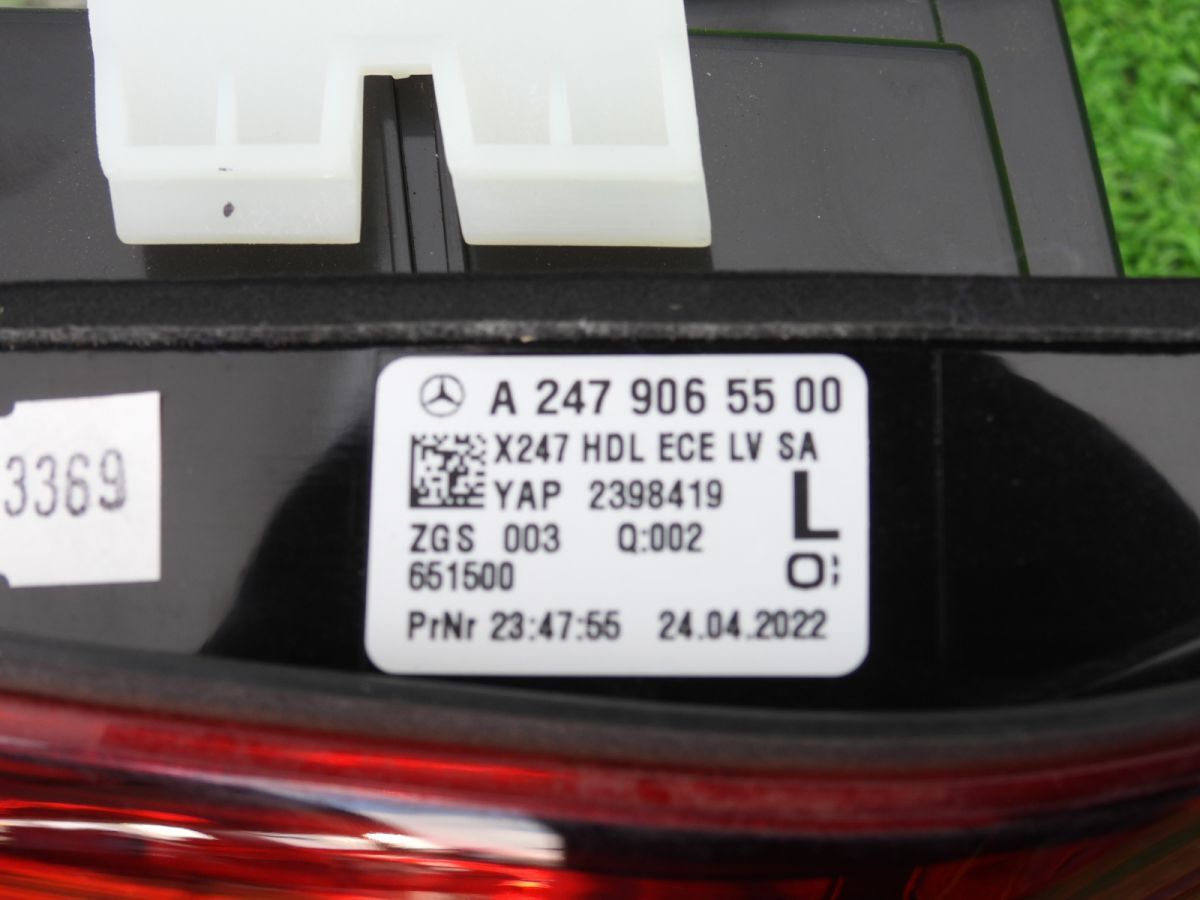 A 247 906 55 00
X247 HDL ECE LV SA
YAP 2398419
L
ZGS 003 Q:002
651500
PrNr 23:47:55 24.04.2022
3369